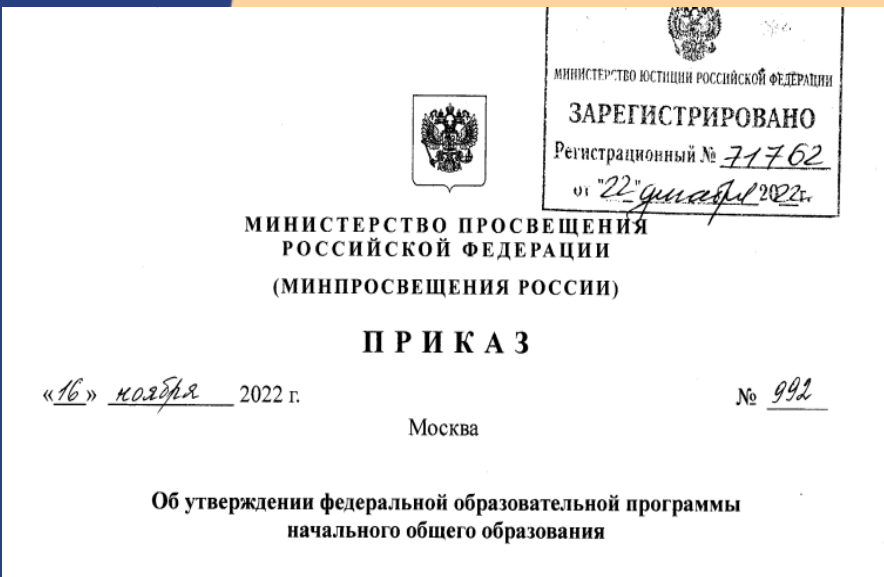 МИНИСТЕРСТВО ЮСТИЦИИ РОССИЙСКОЙ ФЕДЕРАЦИИ
ЗАРЕГИСТРИРОВАНО
Регистрационный № 71762
от "22" декабря 2022г.
МИНИСТЕРСТВО ПРОСВЕЩЕНИЯ
РОССИЙСКОЙ ФЕДЕРАЦИИ
(МИНПРОСВЕЩЕНИЯ РОССИИ)
ПРИКАЗ
«16» ноября 2022 г.
№ 992
Москва
Об утверждении федеральной образовательной программы
начального общего образования